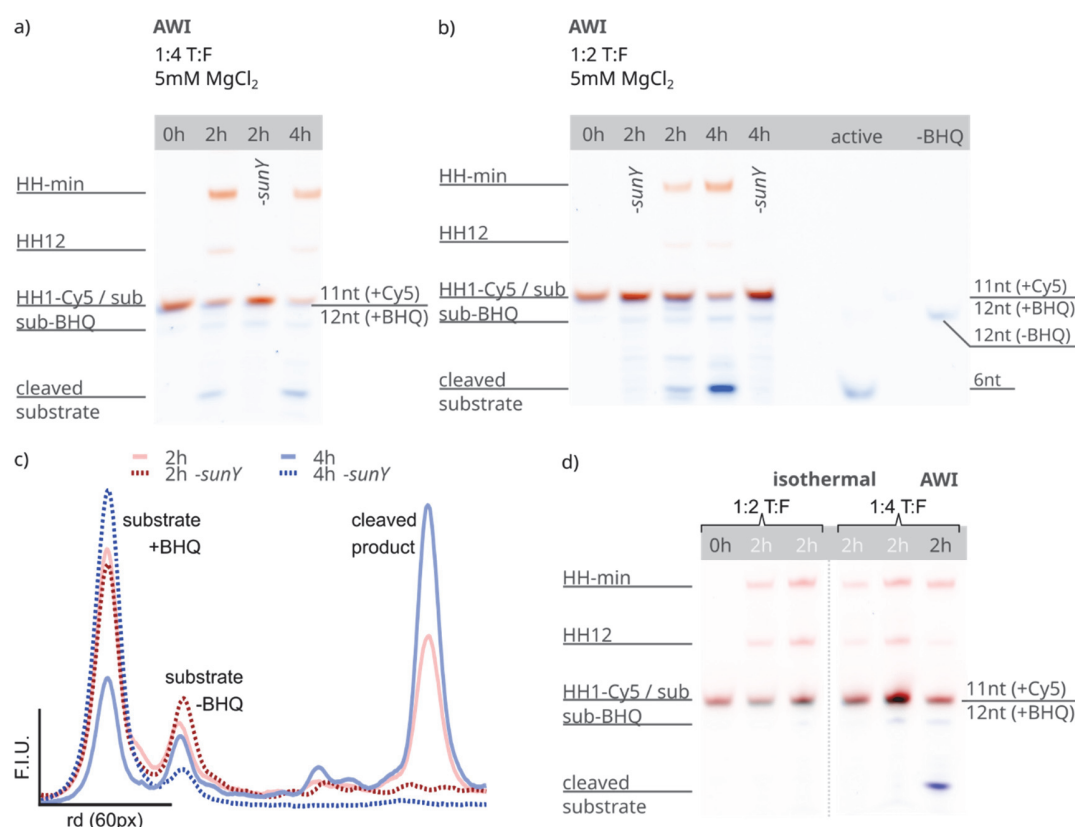 a)
AWI
1:4 T:F
5mM MgCl₂
0h 2h 2h 4h
-sunY
HH-min
HH12
HH1-Cy5 / sub
sub-BHQ
cleaved
substrate
11nt (+Cy5)
12nt (+BHQ)
b)
AWI
1:2 T:F
5mM MgCl₂
0h 2h 2h 4h 4h active -BHQ
-sunY -sunY
HH-min
HH12
HH1-Cy5 / sub
sub-BHQ
cleaved
substrate
11nt (+Cy5)
12nt (+BHQ)
12nt (-BHQ)
6nt
c)
2h 4h
2h -sunY 4h -sunY
substrate
+BHQ
substrate
-BHQ
cleaved
product
F.I.U.
rd (60px)
d)
isothermal AWI
1:2 T:F 1:4 T:F
0h 2h 2h 2h 2h 2h
HH-min
HH12
HH1-Cy5 / sub
sub-BHQ
cleaved
substrate
11nt (+Cy5)
12nt (+BHQ)